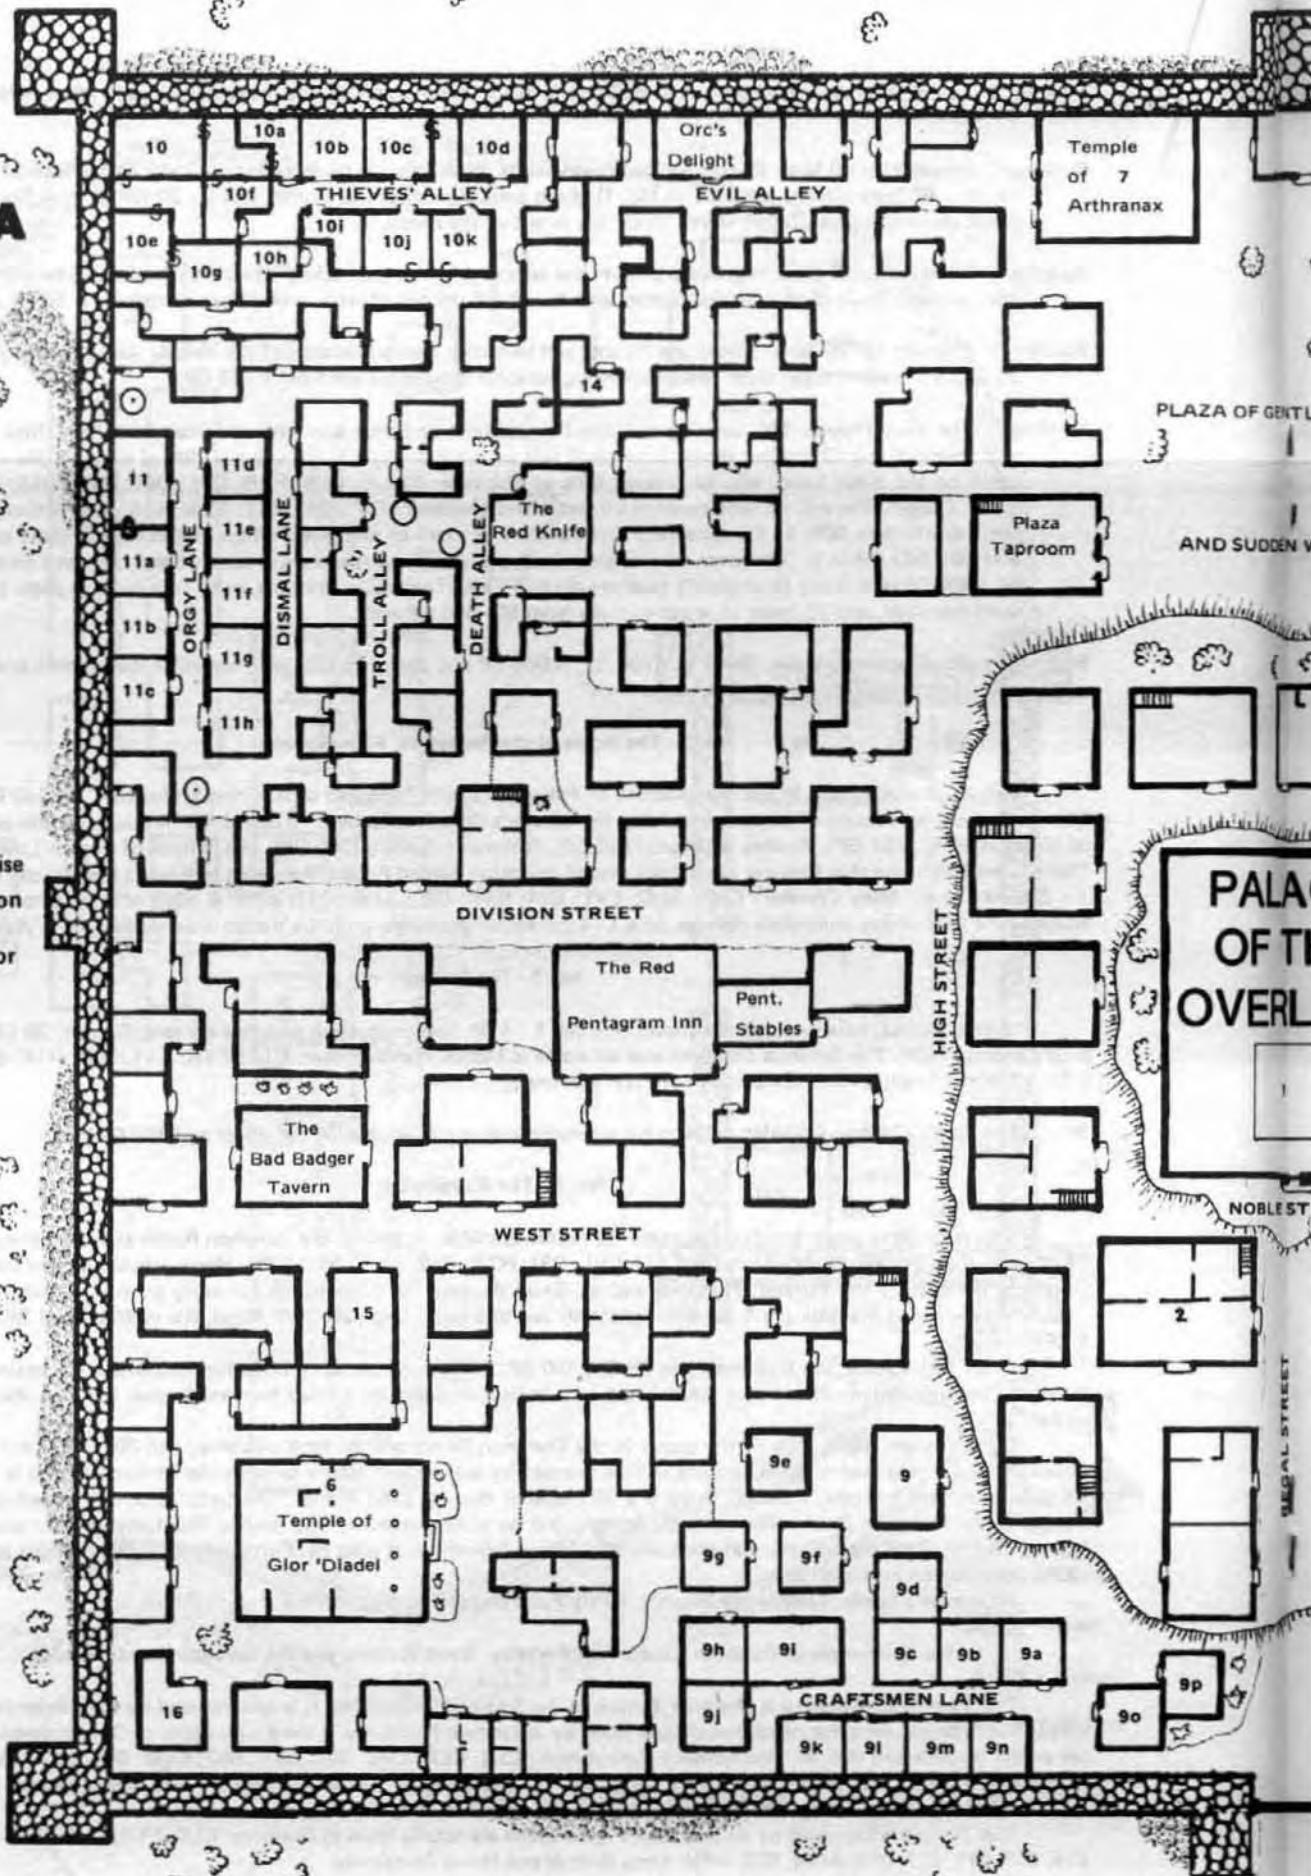 10
10a
10b
10c
10d
Orc's
Delight
Temple
of 7
Arthranax
10f
THIEVES' ALLEY
EVIL ALLEY
10e
10i
10j
10k
10g
10h
A
14
PLAZA OF GENTL
11
11d
The
Red Knife
Plaza
Taproom
11e
AND SUDDEN
11a
ORGY LANE
DISMAL LANE
TROLL ALLEY
DEATH ALLEY
11f
11b
11g
11c
11h
ise
on
or
DIVISION STREET
HIGH STREET
PALA
OF T
OVERL
The Red
Pentagram Inn
Pent.
Stables
The
Bad Badger
Tavern
NOBLE ST
WEST STREET
15
2
REGAL STREET
9e
9
6
Temple of
Glor 'Diadel
9g
9f
9d
9h
9i
9c
9b
9a
CRAFTSMEN LANE
16
9j
9k
9l
9m
9n
9o
9p